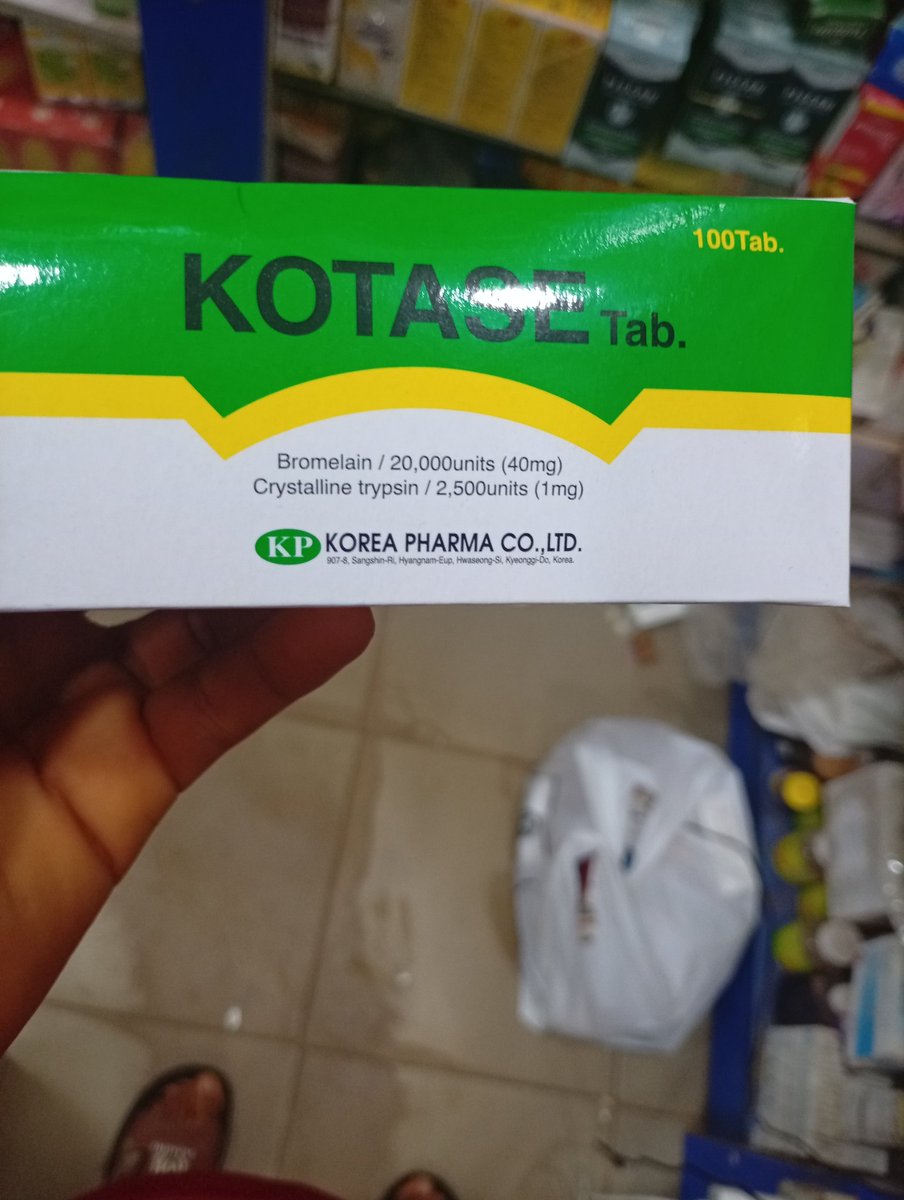 100Tab.
KOTASE Tab.
Bromelain / 20,000units (40mg)
Crystalline trypsin / 2,500units (1mg)
KP KOREA PHARMA CO.,LTD.
907-8, Sangshin-Ri, Hyangnam-Eup, Hwaseong-Si, Kyeonggi-Do, Korea.